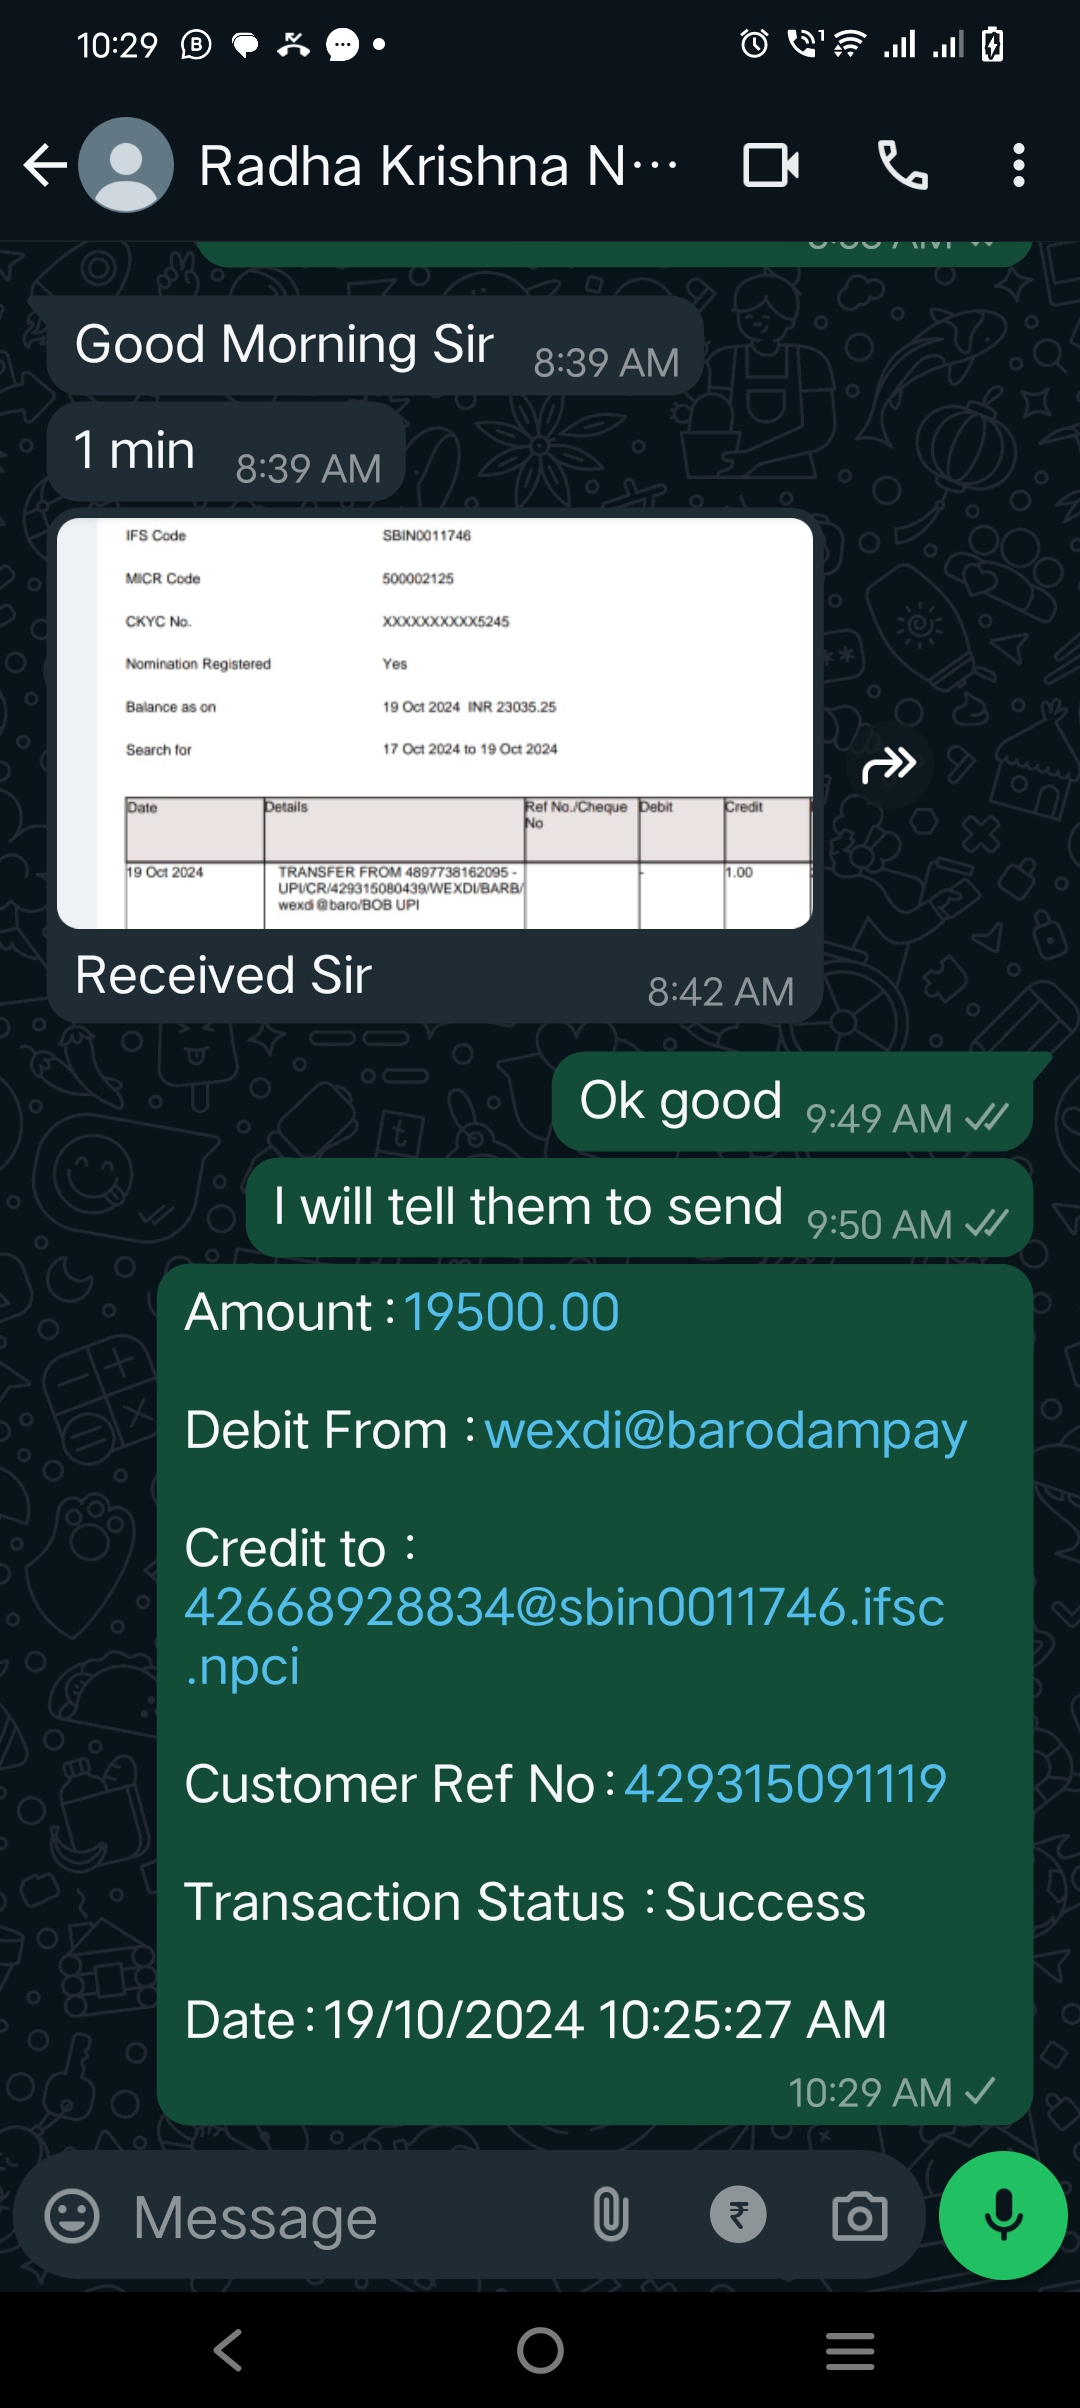 10:29
Radha Krishna N...
Good Morning Sir 8:39 AM
1 min 8:39 AM
IFS Code SBIN0011746
MICR Code 500002125
CKYC No. XXXXXXXXXX5245
Nomination Registered Yes
Balance as on 19 Oct 2024 INR 23035.25
Search for 17 Oct 2024 to 19 Oct 2024
Date Details Ref No./Cheque No Debit Credit
19 Oct 2024 TRANSFER FROM 4897738162095 - - 1.00
UPI/CR/429315080439/WEXDI/BARB/
wexdi@baro/BOB UPI
Received Sir 8:42 AM
Ok good 9:49 AM
I will tell them to send 9:50 AM
Amount : 19500.00
Debit From : wexdi@barodampay
Credit to :
42668928834@sbin0011746.ifsc
.npci
Customer Ref No : 429315091119
Transaction Status : Success
Date : 19/10/2024 10:25:27 AM
10:29 AM
Message